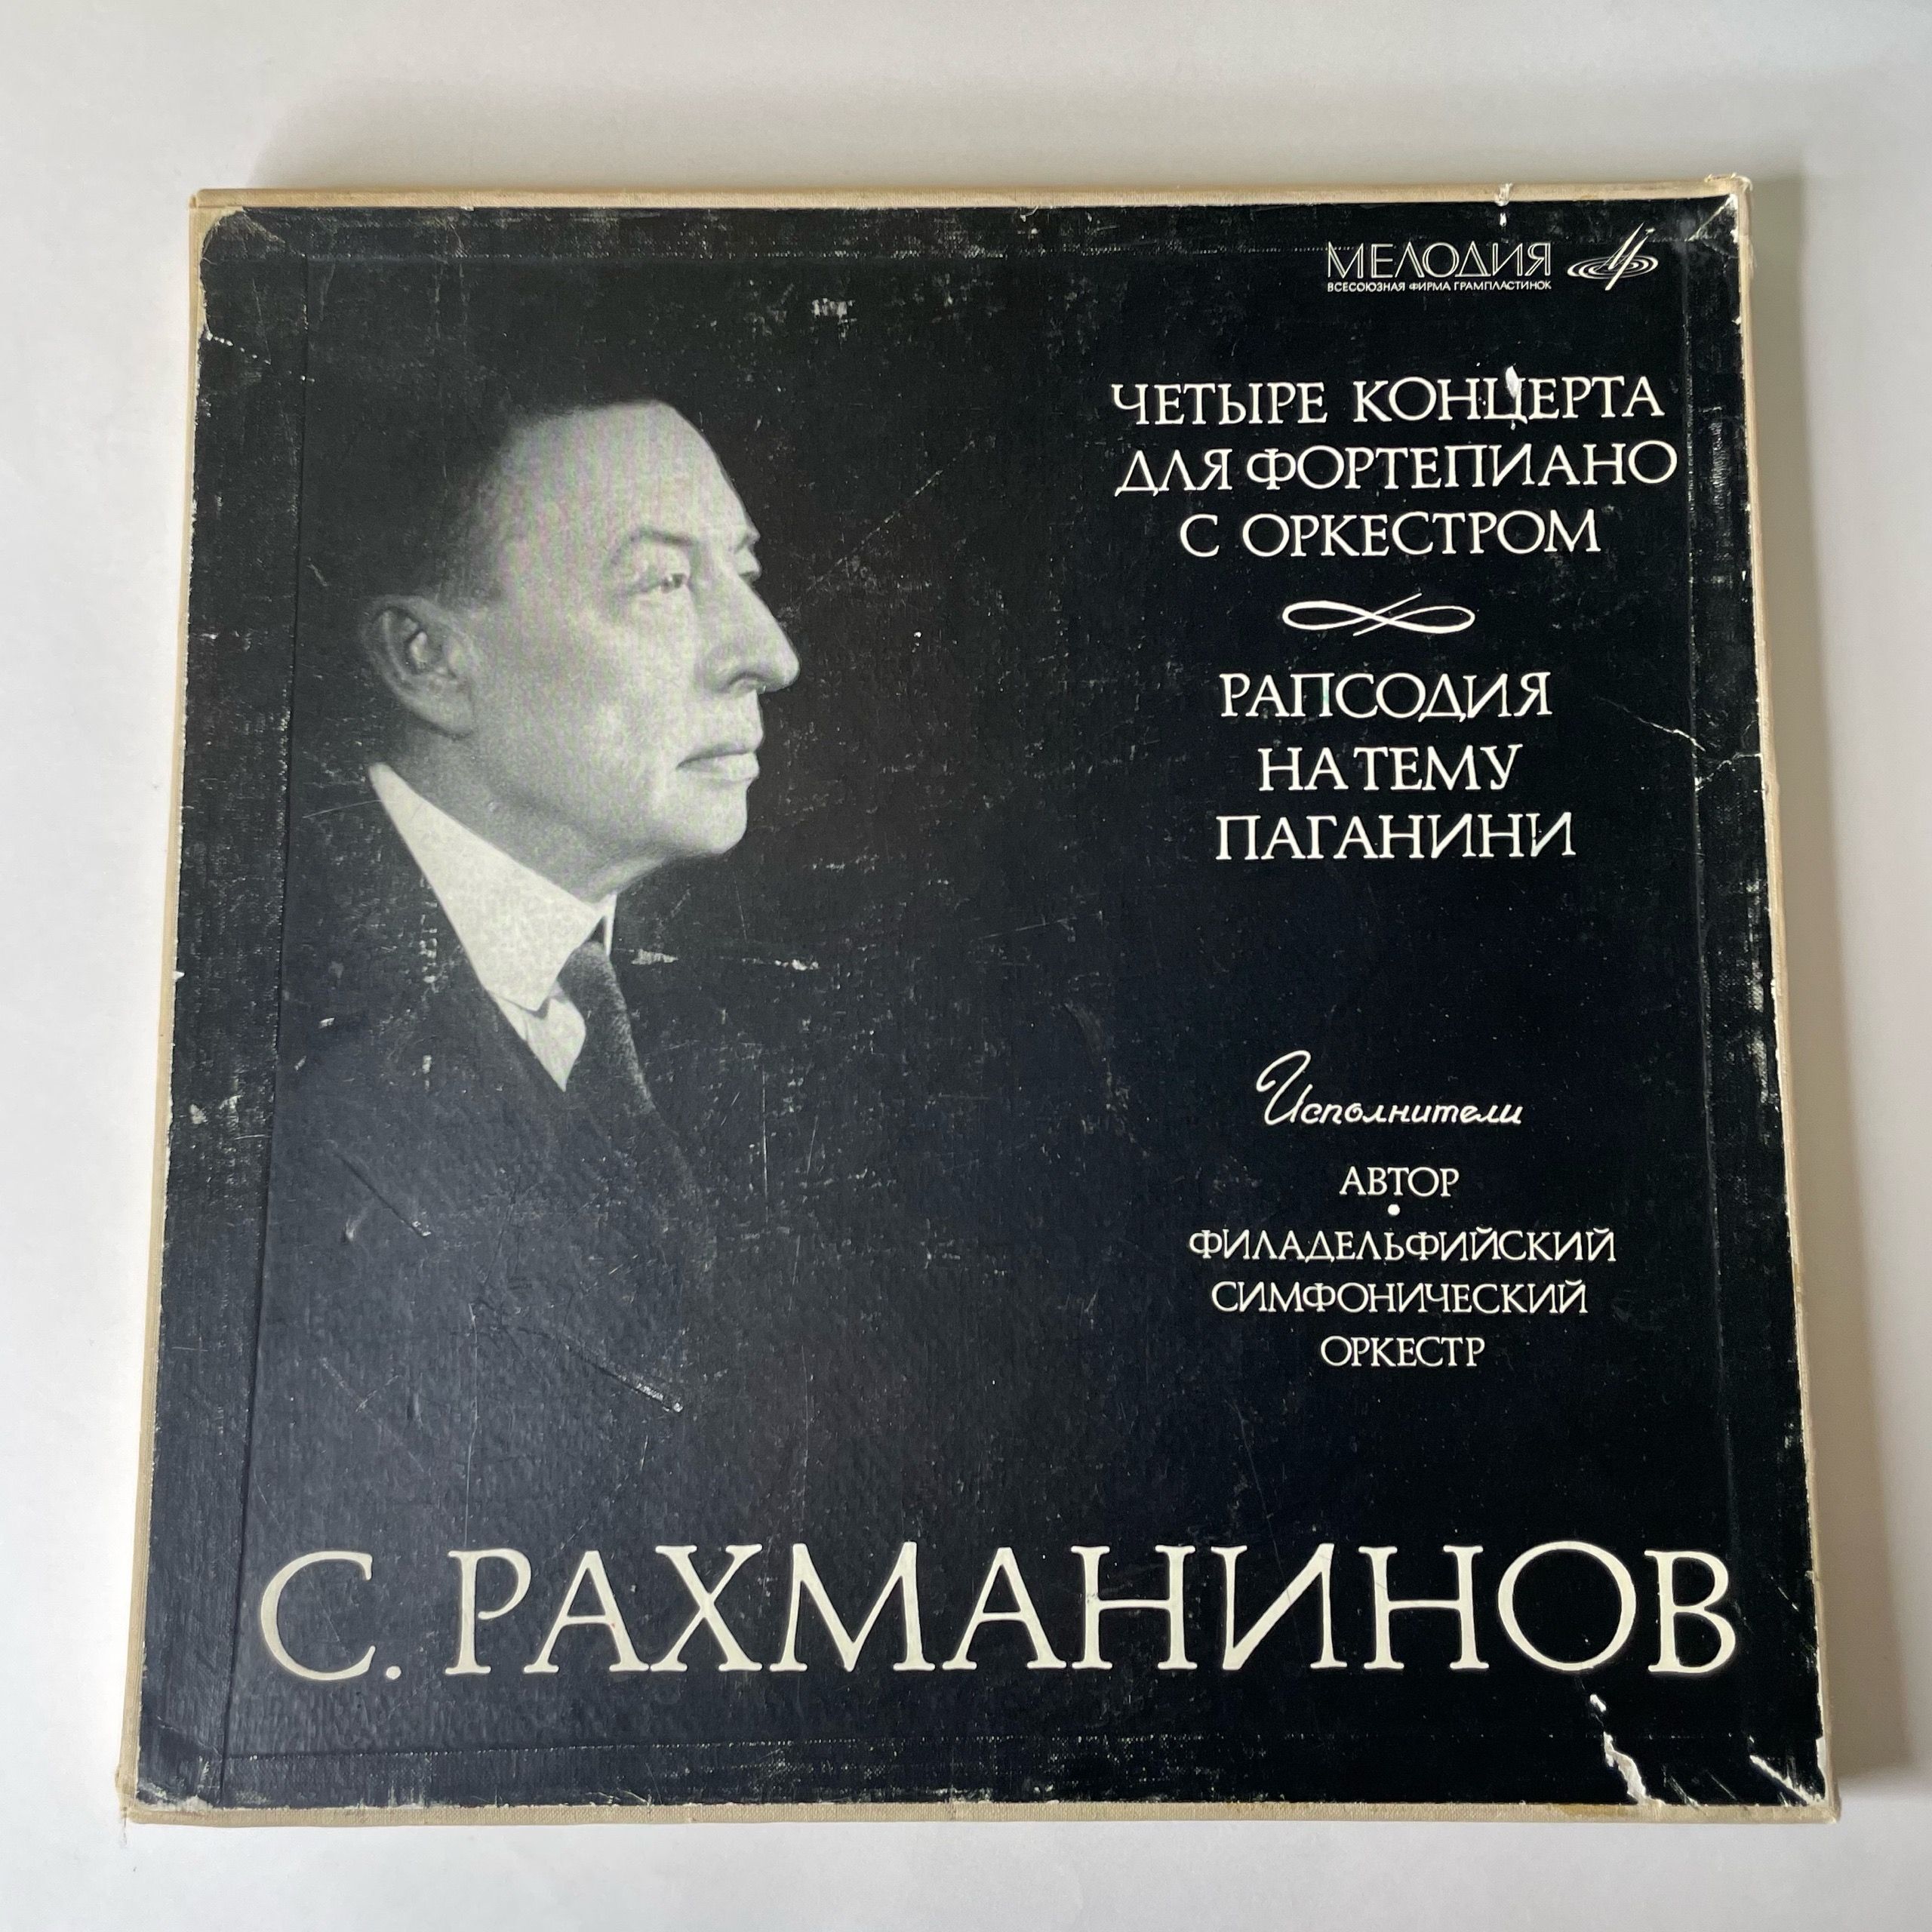 МЕЛОДИЯ
ВСЕСОЮЗНАЯ ФИРМА ГРАМПЛАСТИНОК
ЧЕТЫРЕ КОНЦЕРТА
ДЛЯ ФОРТЕПИАНО
С ОРКЕСТРОМ
РАПСОДИЯ
НА ТЕМУ
ПАГАНИНИ
Исполнители
АВТОР
•
ФИЛАДЕЛЬФИЙСКИЙ
СИМФОНИЧЕСКИЙ
ОРКЕСТР
С. РАХМАНИНОВ